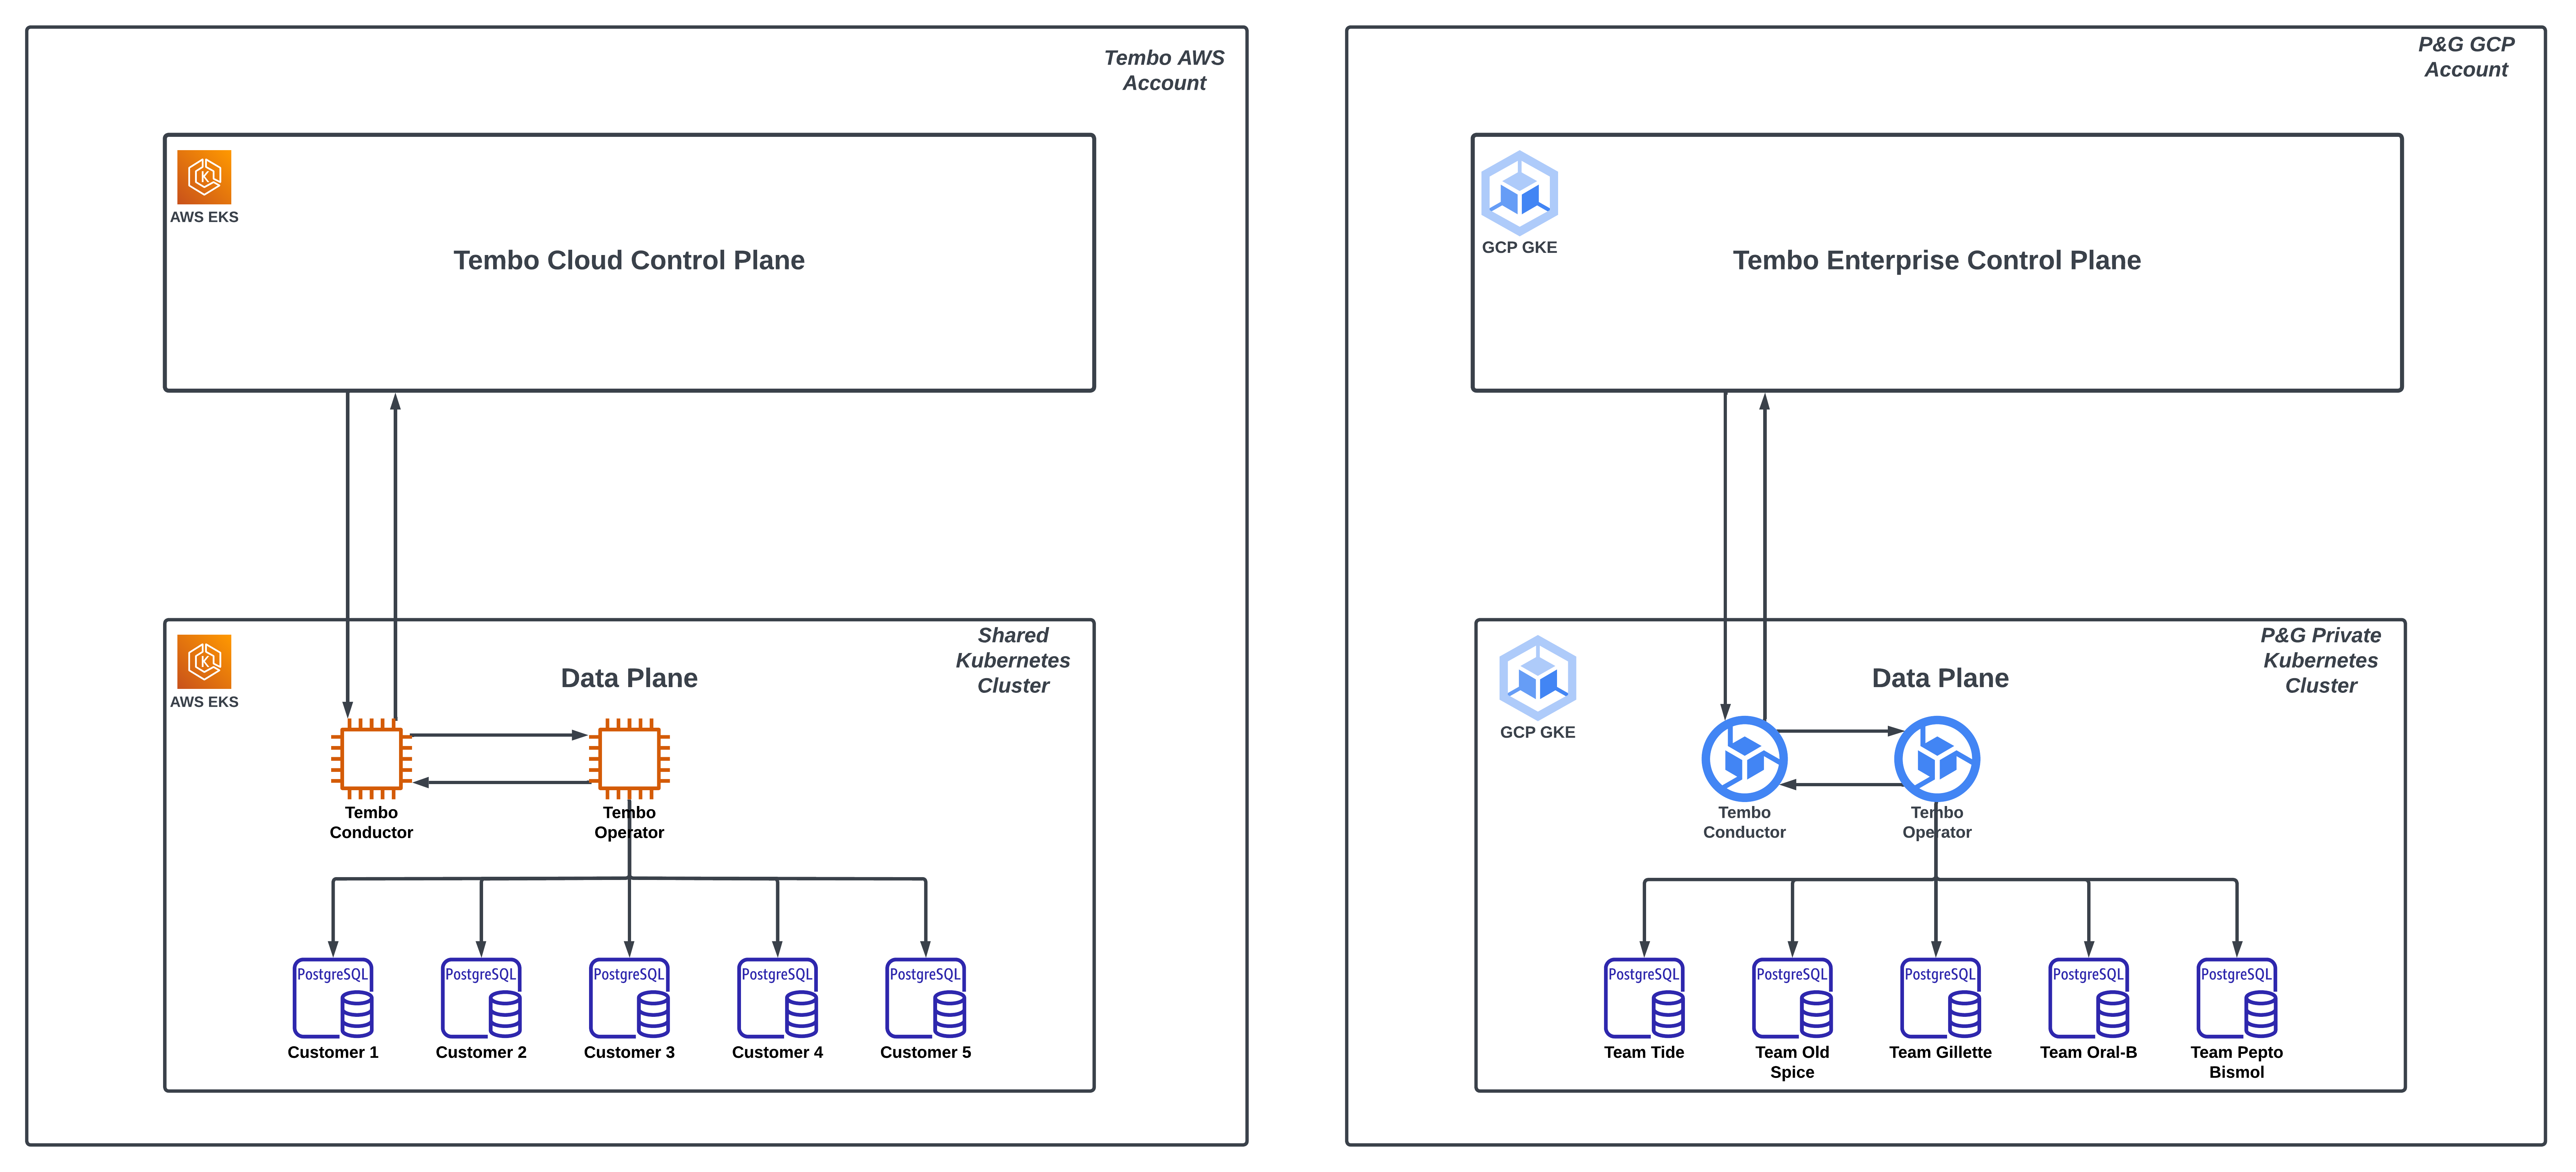 Tembo AWS
Account
AWS EKS
Tembo Cloud Control Plane
AWS EKS
Shared
Kubernetes
Cluster
Data Plane
Tembo
Conductor
Tembo
Operator
PostgreSQL
PostgreSQL
PostgreSQL
PostgreSQL
PostgreSQL
Customer 1
Customer 2
Customer 3
Customer 4
Customer 5
P&G GCP
Account
GCP GKE
Tembo Enterprise Control Plane
GCP GKE
P&G Private
Kubernetes
Cluster
Data Plane
Tembo
Conductor
Tembo
Operator
PostgreSQL
PostgreSQL
PostgreSQL
PostgreSQL
PostgreSQL
Team Tide
Team Old
Spice
Team Gillette
Team Oral-B
Team Pepto
Bismol